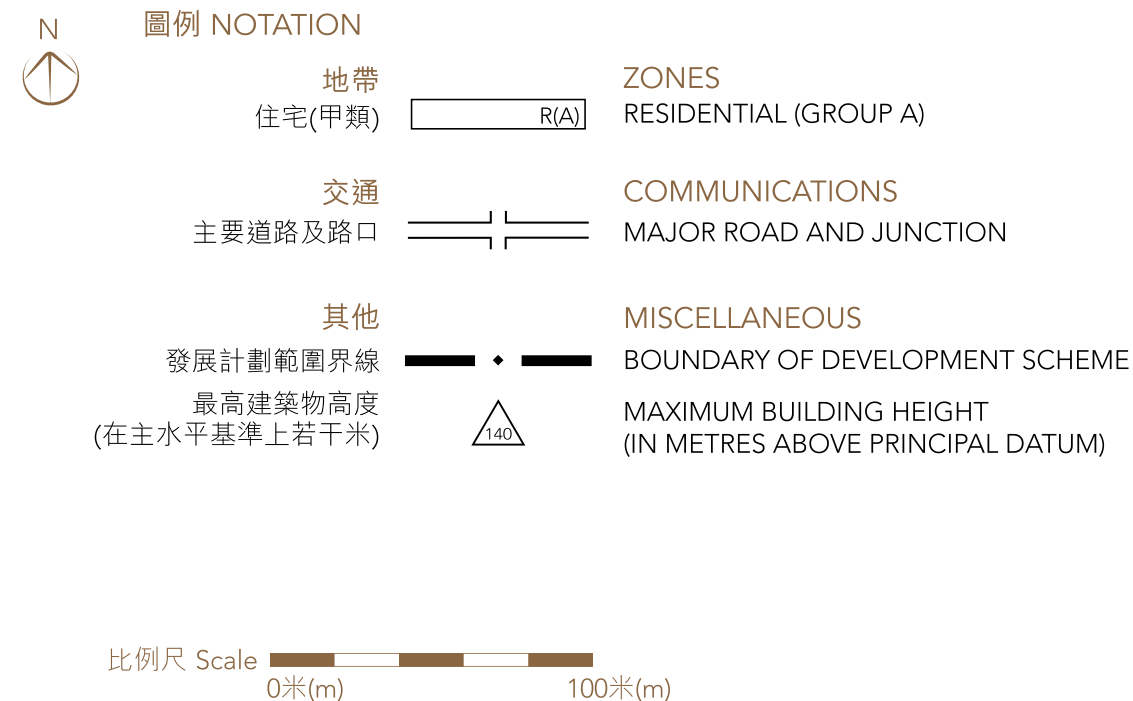 N
圖例 NOTATION
地帶 ZONES
住宅(甲類) R(A) RESIDENTIAL (GROUP A)
交通 COMMUNICATIONS
主要道路及路口 MAJOR ROAD AND JUNCTION
其他 MISCELLANEOUS
發展計劃範圍界線 BOUNDARY OF DEVELOPMENT SCHEME
最高建築物高度 MAXIMUM BUILDING HEIGHT
(在主水平基準上若干米) 140 (IN METRES ABOVE PRINCIPAL DATUM)
比例尺 Scale
0米(m) 100米(m)